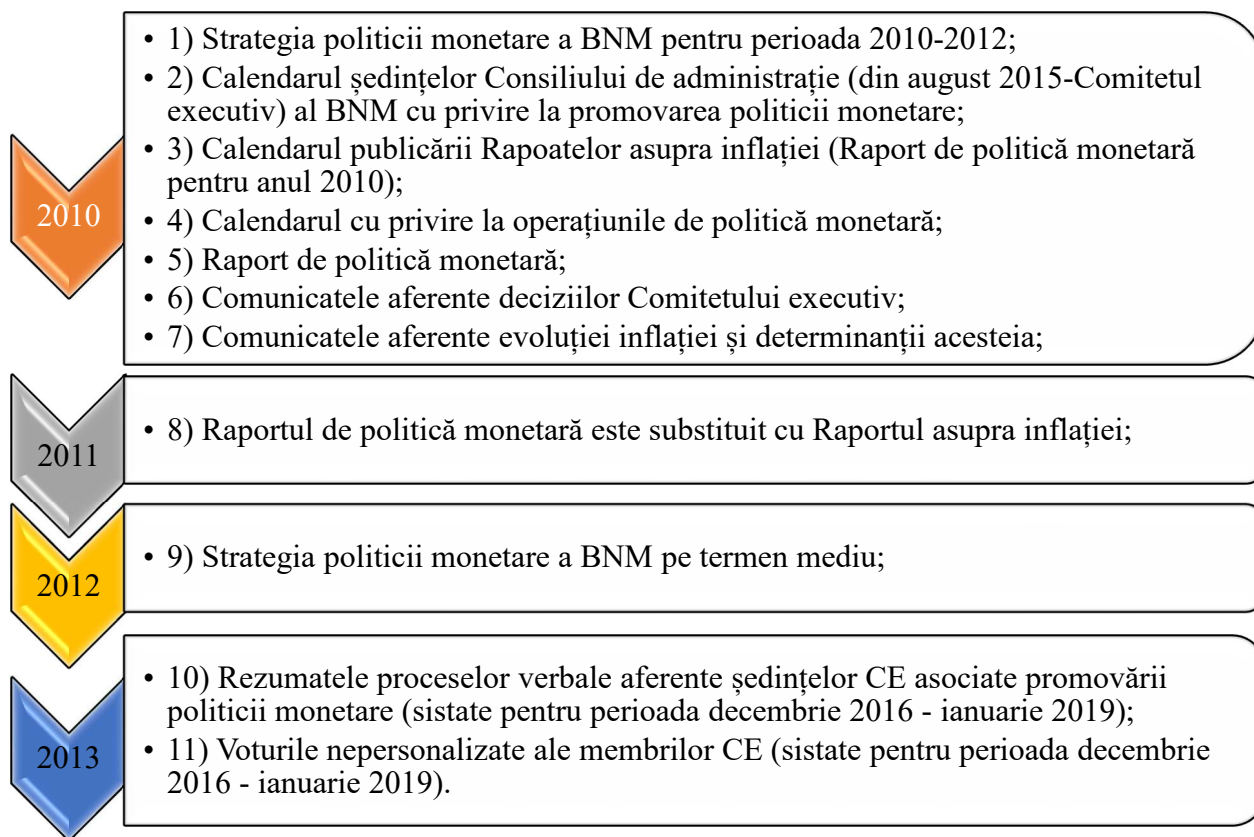 2010
• 1) Strategia politicii monetare a BNM pentru perioada 2010-2012;
• 2) Calendarul ședințelor Consiliului de administrație (din august 2015-Comitetul
executiv) al BNM cu privire la promovarea politicii monetare;
• 3) Calendarul publicării Rapoatelor asupra inflației (Raport de politică monetară
pentru anul 2010);
• 4) Calendarul cu privire la operațiunile de politică monetară;
• 5) Raport de politică monetară;
• 6) Comunicatele aferente deciziilor Comitetului executiv;
• 7) Comunicatele aferente evoluției inflației și determinanții acesteia;
2011
• 8) Raportul de politică monetară este substituit cu Raportul asupra inflației;
2012
• 9) Strategia politicii monetare a BNM pe termen mediu;
2013
• 10) Rezumatele proceselor verbale aferente ședințelor CE asociate promovării
politicii monetare (sistate pentru perioada decembrie 2016 - ianuarie 2019);
• 11) Voturile nepersonalizate ale membrilor CE (sistate pentru perioada decembrie
2016 - ianuarie 2019).